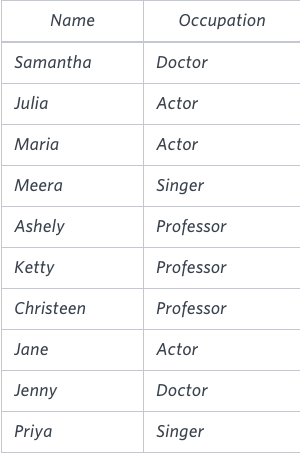 Name Occupation
Samantha Doctor
Julia Actor
Maria Actor
Meera Singer
Ashely Professor
Ketty Professor
Christeen Professor
Jane Actor
Jenny Doctor
Priya Singer